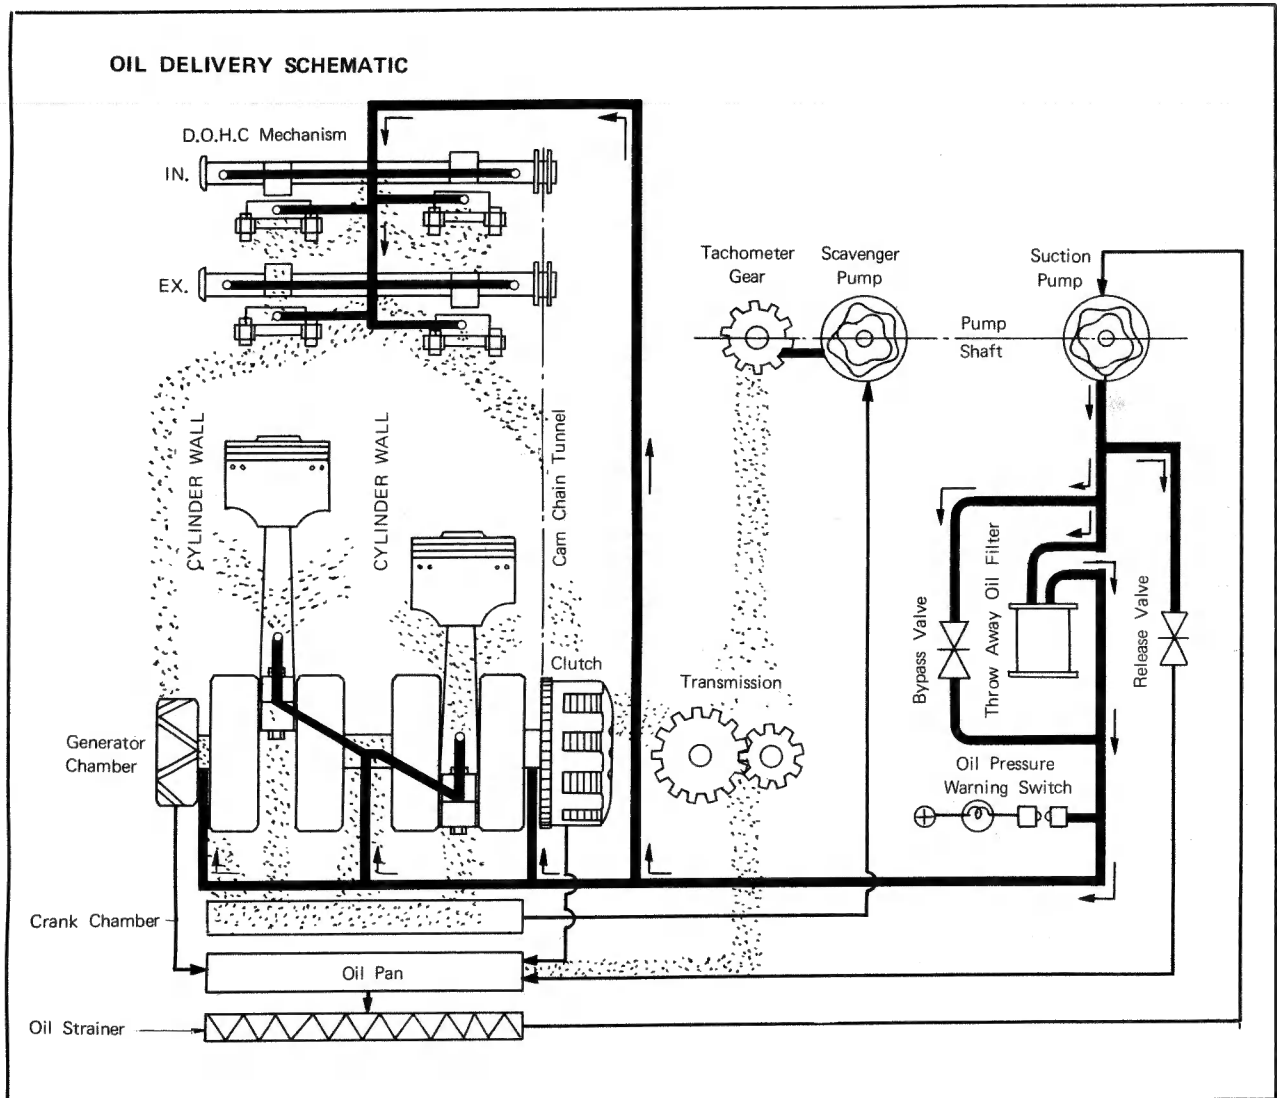 OIL DELIVERY SCHEMATIC
D.O.H.C Mechanism
IN.
EX.
Tachometer
Gear
Scavenger
Pump
Suction
Pump
Pump
Shaft
CYLINDER WALL
CYLINDER WALL
Cam Chain Tunnel
Bypass Valve
Throw Away Oil Filter
Release Valve
Clutch
Transmission
Generator
Chamber
Oil Pressure
Warning Switch
Crank Chamber
Oil Pan
Oil Strainer